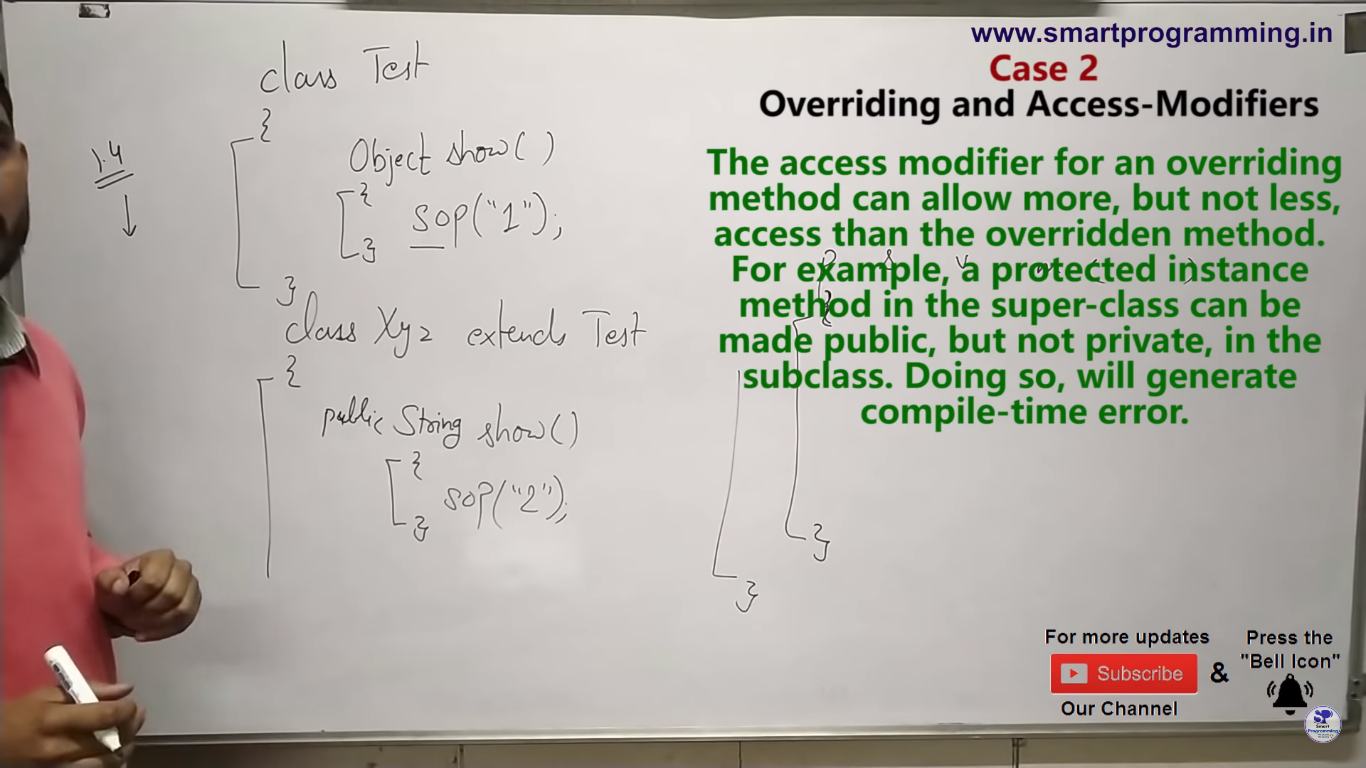 www.smartprogramming.in
Case 2
Overriding and Access-Modifiers
The access modifier for an overriding
method can allow more, but not less,
access than the overridden method.
For example, a protected instance
method in the super-class can be
made public, but not private, in the
subclass. Doing so, will generate
compile-time error.
1.4
class Test
{
Object show( )
{
sop("1");
}
}
class Xyz extends Test
{
public String show( )
{
sop("2");
}
p s v m ( )
{
}
}
For more updates
Subscribe
Our Channel
&
Press the
"Bell Icon"
Smart
Programming